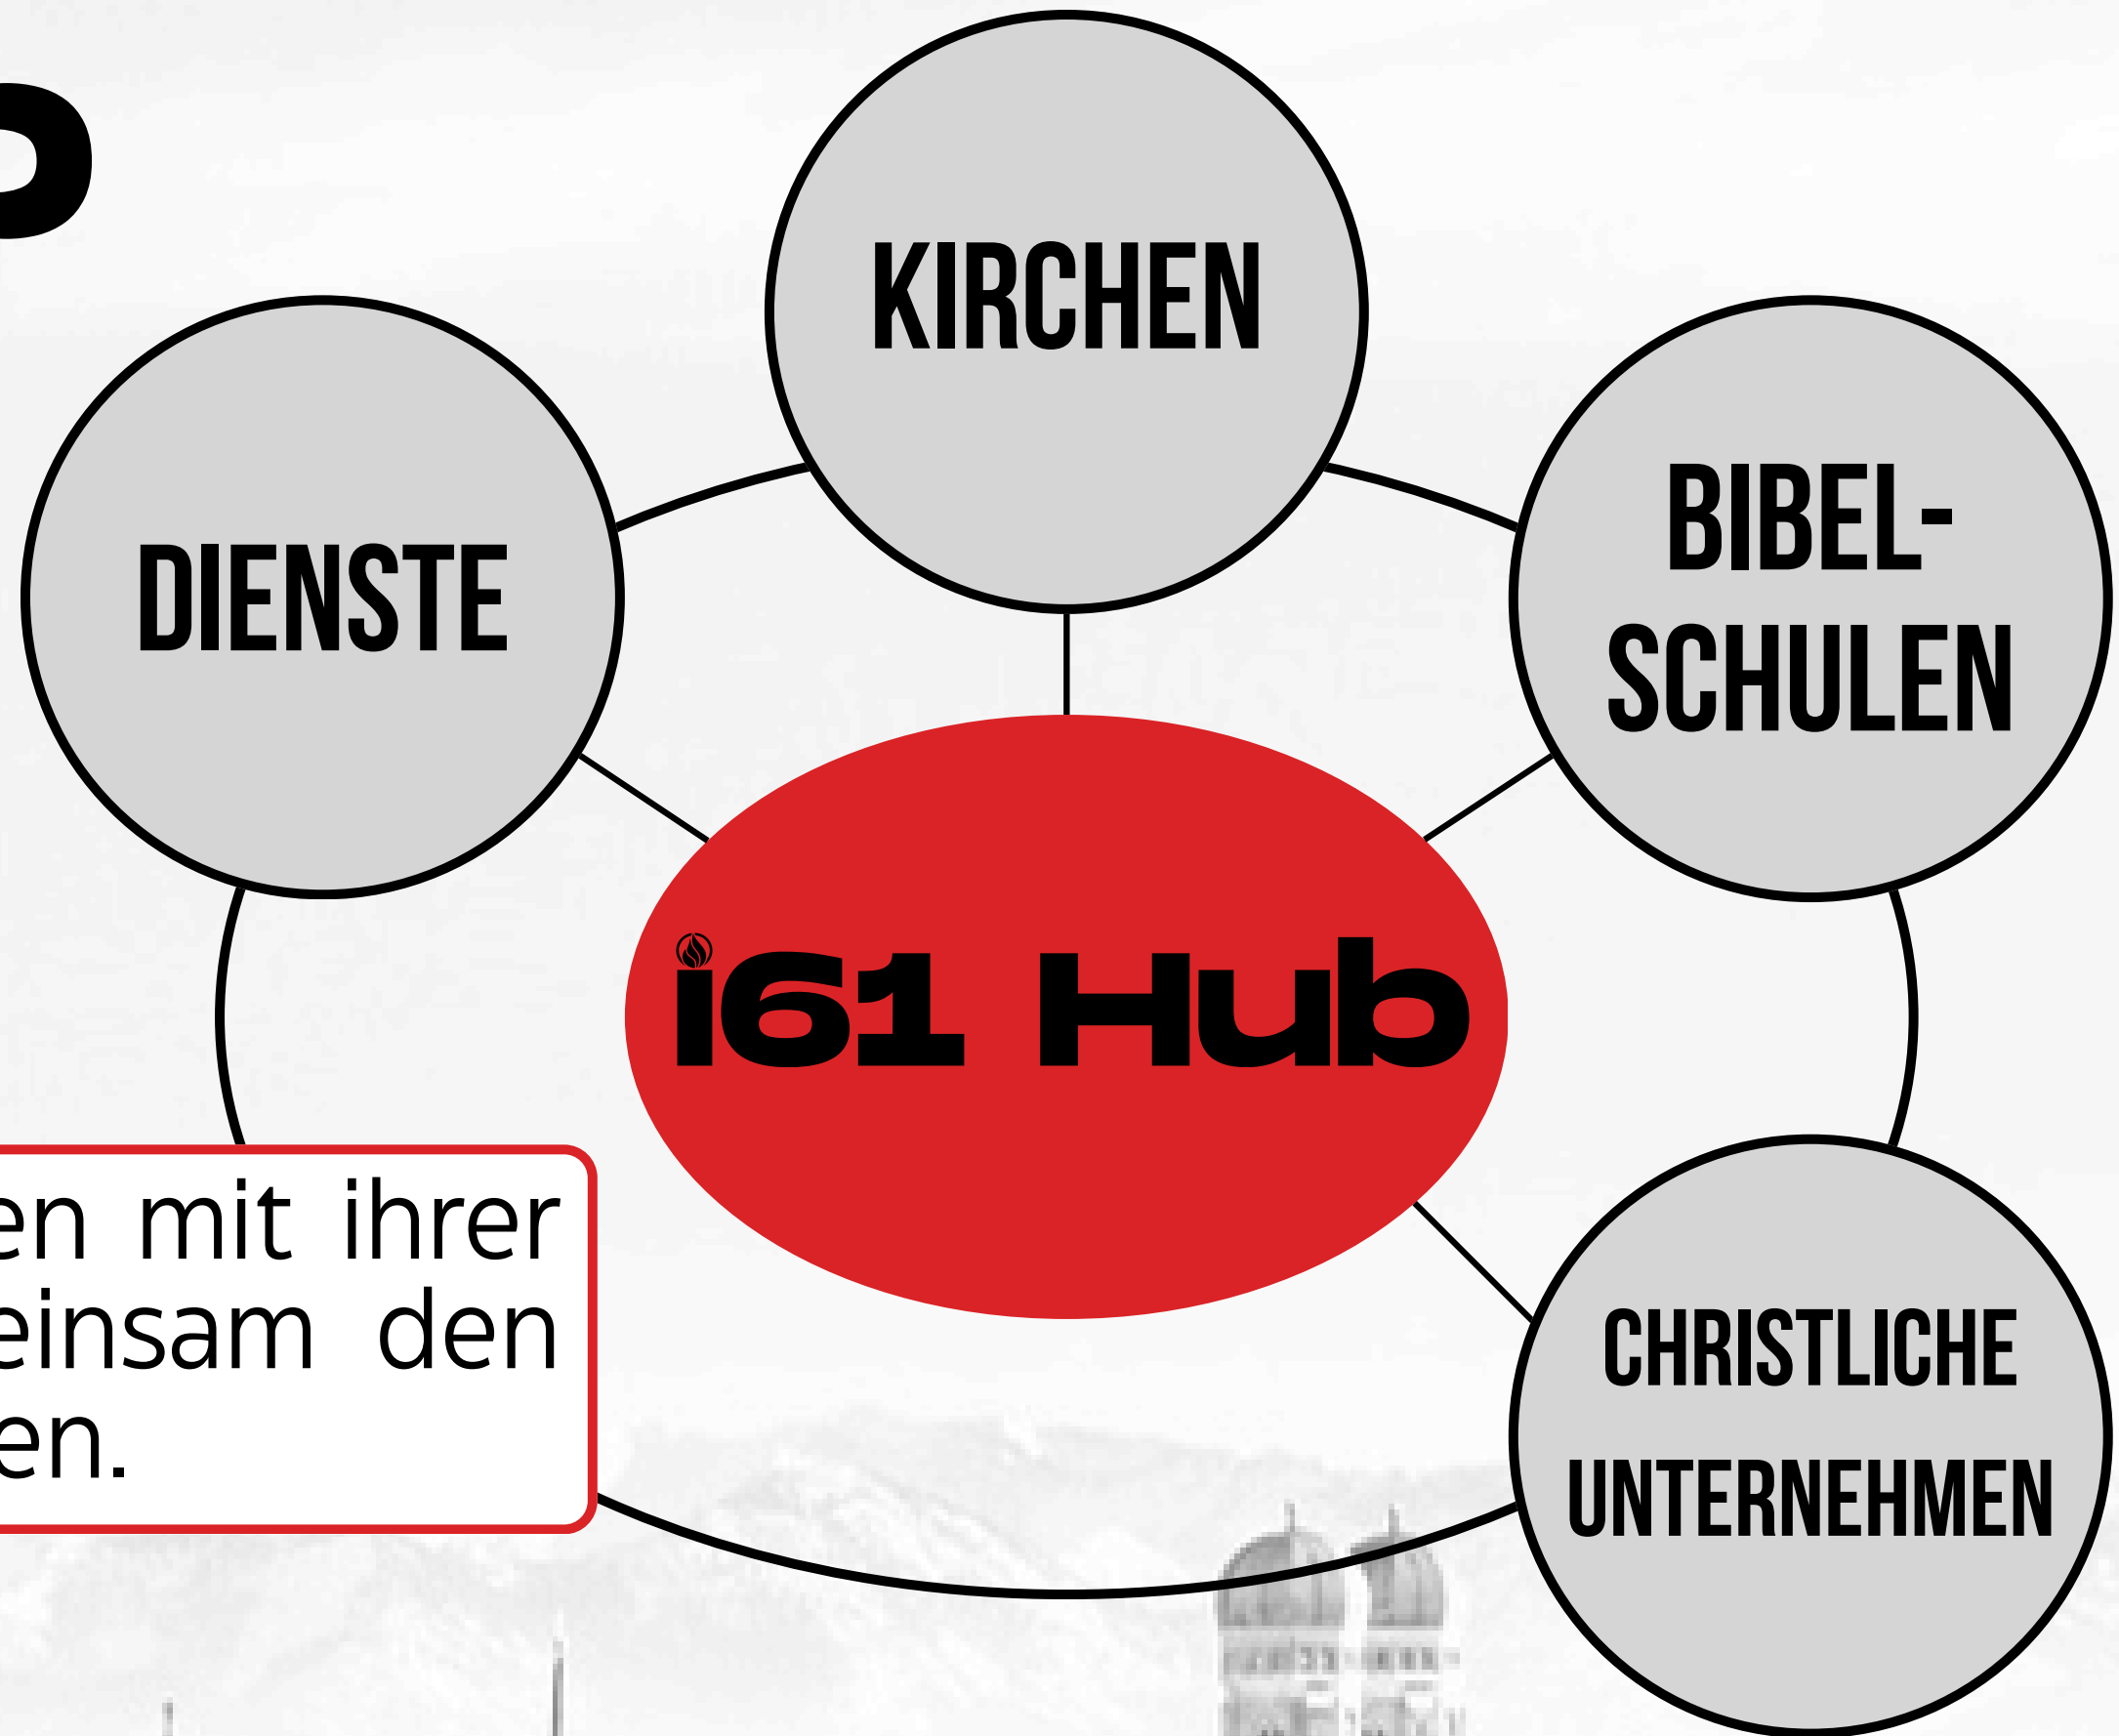 P
KIRCHEN
DIENSTE
BIBEL-
SCHULEN
i61 Hub
en mit ihrer
einsam den
en.
CHRISTLICHE
UNTERNEHMEN